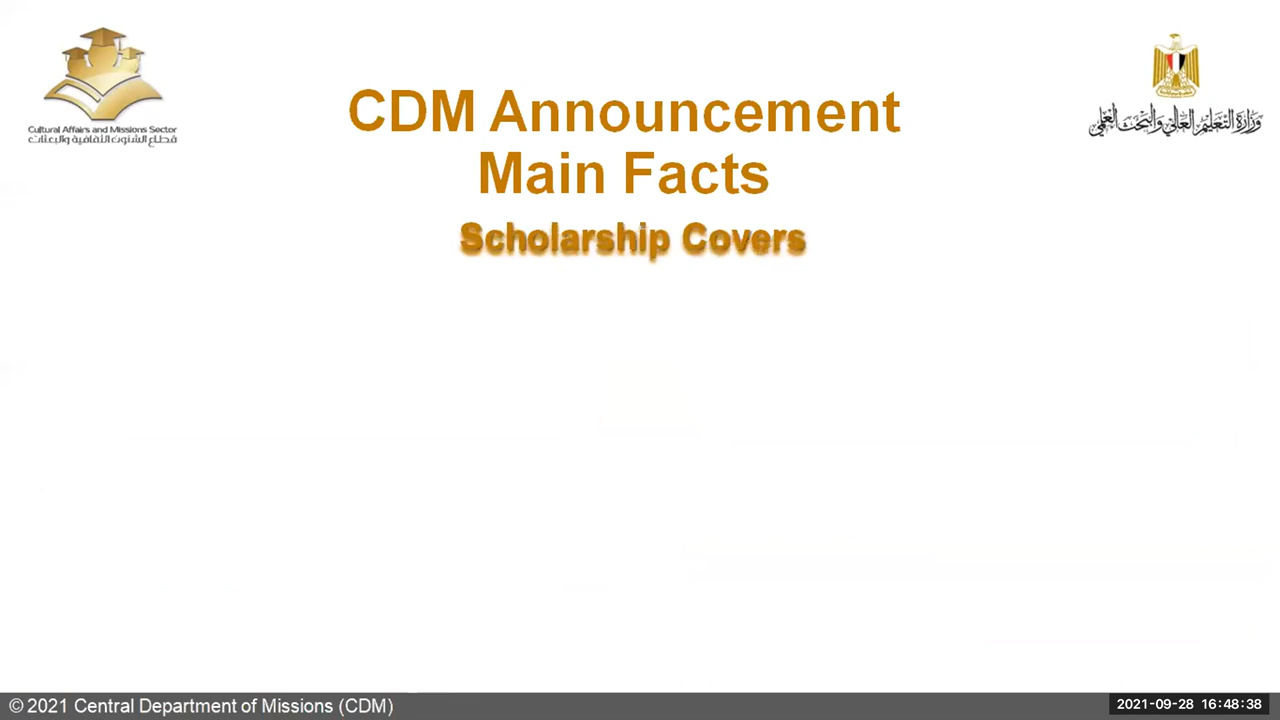 Cultural Affairs and Missions Sector
قطاع الشئون الثقافية والبعثات
وزارة التعليم العالي والبحث العلمي
CDM Announcement
Main Facts
Scholarship Covers
© 2021 Central Department of Missions (CDM)
2021-09-28 16:48:38